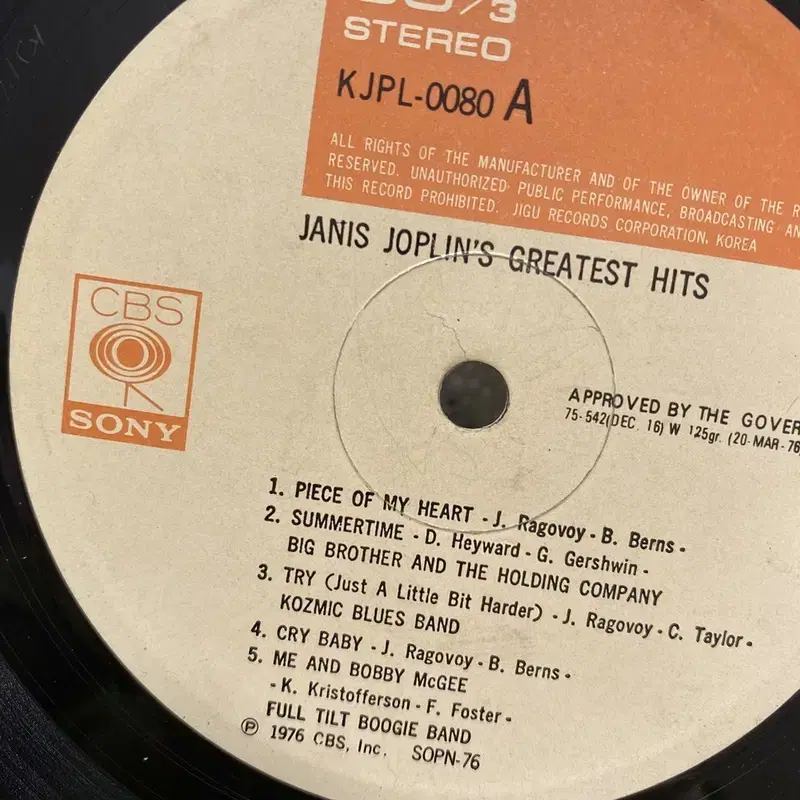 STEREO
KJPL-0080 A
ALL RIGHTS OF THE MANUFACTURER AND OF THE OWNER OF THE R
RESERVED. UNAUTHORIZED PUBLIC PERFORMANCE, BROADCASTING AN
THIS RECORD PROHIBITED. JIGU RECORDS CORPORATION, KOREA
JANIS JOPLIN'S GREATEST HITS
CBS
SONY
APPROVED BY THE GOVER
75-542(DEC. 16) W 125gr. (20-MAR-76
1. PIECE OF MY HEART - J. Ragovoy - B. Berns -
2. SUMMERTIME - D. Heyward - G. Gershwin -
BIG BROTHER AND THE HOLDING COMPANY
3. TRY (Just A Little Bit Harder) - J. Ragovoy - C. Taylor -
KOZMIC BLUES BAND
4. CRY BABY - J. Ragovoy - B. Berns -
5. ME AND BOBBY McGEE
- K. Kristofferson - F. Foster -
FULL TILT BOOGIE BAND
℗ 1976 CBS, Inc. SOPN-76